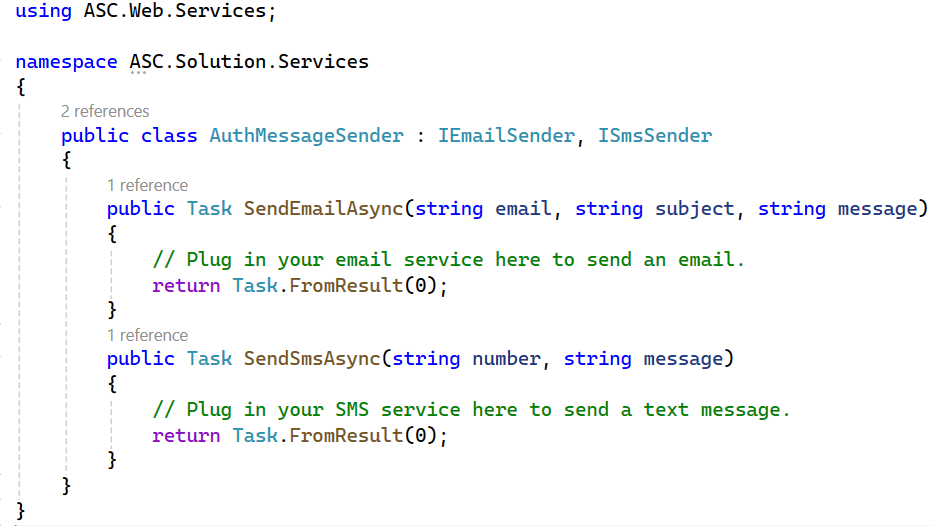 using ASC.Web.Services;
namespace ASC.Solution.Services
{
2 references
public class AuthMessageSender : IEmailSender, ISmsSender
{
1 reference
public Task SendEmailAsync(string email, string subject, string message)
{
// Plug in your email service here to send an email.
return Task.FromResult(0);
}
1 reference
public Task SendSmsAsync(string number, string message)
{
// Plug in your SMS service here to send a text message.
return Task.FromResult(0);
}
}
}